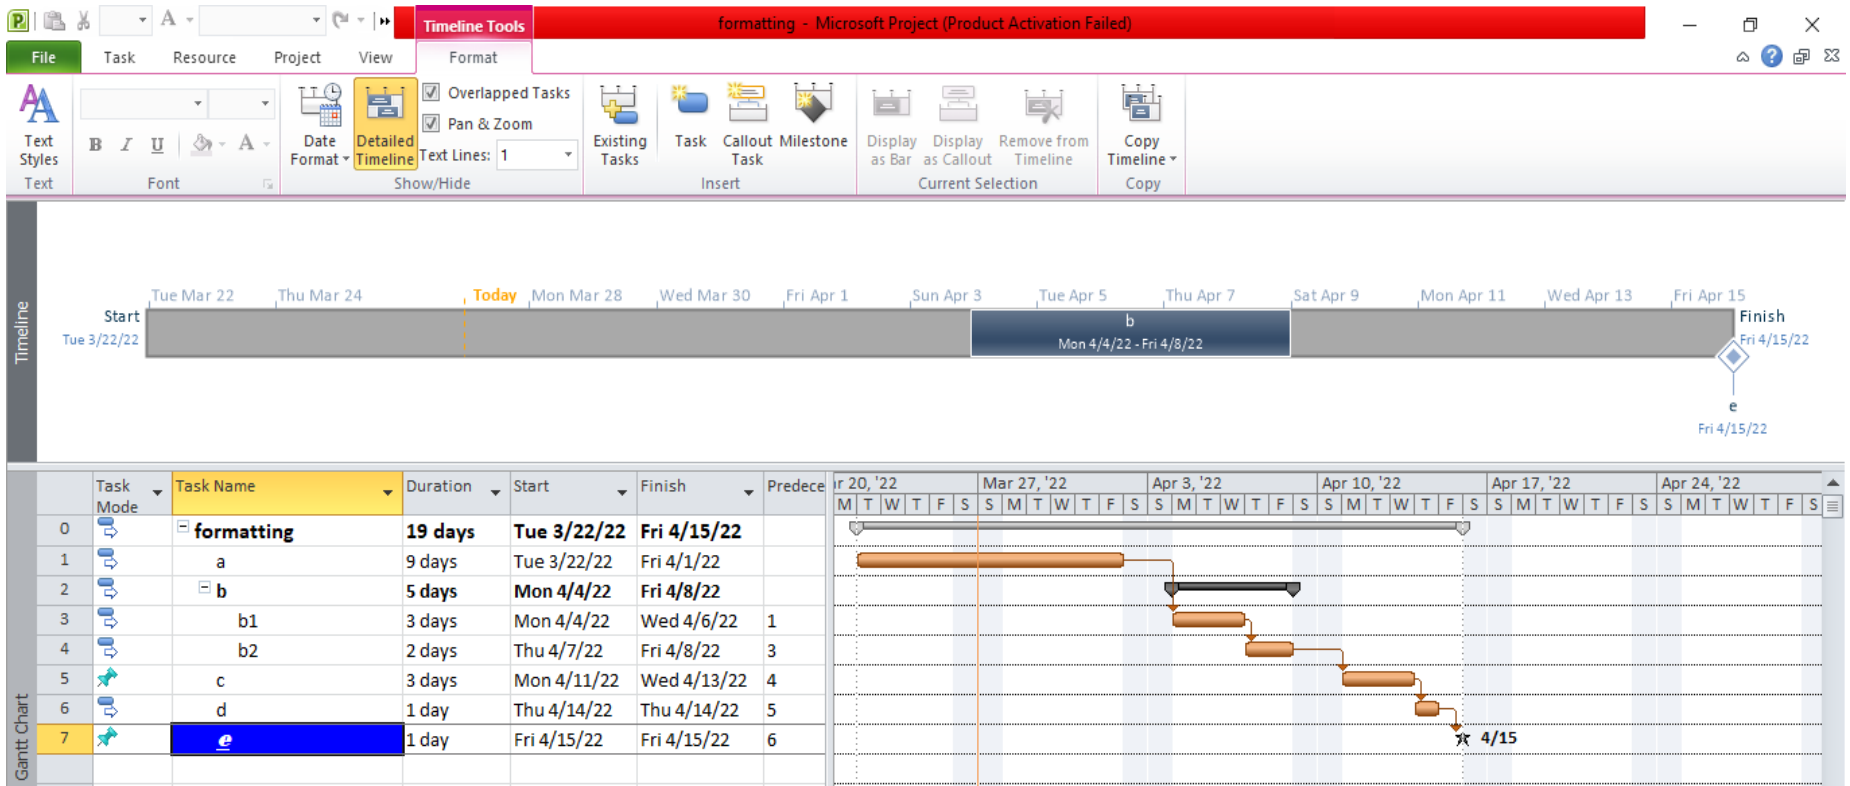 Timeline Tools
formatting - Microsoft Project (Product Activation Failed)
File Task Resource Project View Format
Text Styles
B I U
A
Date Format
Detailed Timeline
Overlapped Tasks
Pan & Zoom
Text Lines: 1
Existing Tasks
Task
Callout Task
Milestone
Display as Bar
Display as Callout
Remove from Timeline
Copy Timeline
Text Font Show/Hide Insert Current Selection Copy
Timeline
Tue Mar 22 Thu Mar 24 Today Mon Mar 28 Wed Mar 30 Fri Apr 1 Sun Apr 3 Tue Apr 5 Thu Apr 7 Sat Apr 9 Mon Apr 11 Wed Apr 13 Fri Apr 15
Start
Tue 3/22/22
b
Mon 4/4/22 - Fri 4/8/22
Finish
Fri 4/15/22
e
Fri 4/15/22
Gantt Chart
Task Mode Task Name Duration Start Finish Predece
0 formatting 19 days Tue 3/22/22 Fri 4/15/22
1 a 9 days Tue 3/22/22 Fri 4/1/22
2 b 5 days Mon 4/4/22 Fri 4/8/22
3 b1 3 days Mon 4/4/22 Wed 4/6/22 1
4 b2 2 days Thu 4/7/22 Fri 4/8/22 3
5 c 3 days Mon 4/11/22 Wed 4/13/22 4
6 d 1 day Thu 4/14/22 Thu 4/14/22 5
7 e 1 day Fri 4/15/22 Fri 4/15/22 6
r 20, '22 Mar 27, '22 Apr 3, '22 Apr 10, '22 Apr 17, '22 Apr 24, '22
M T W T F S S M T W T F S S M T W T F S S M T W T F S S M T W T F S S M T W T F S
4/15